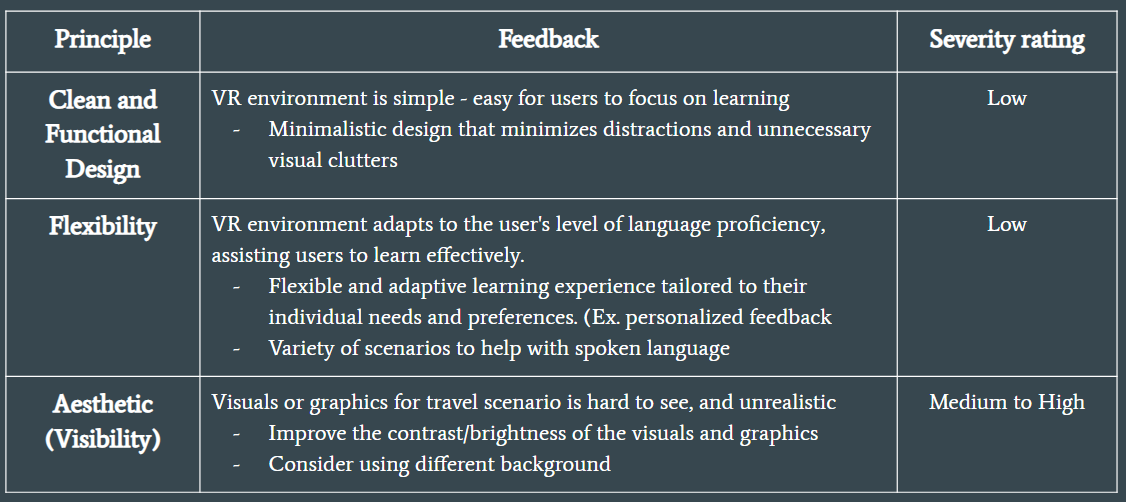 Principle Feedback Severity rating
Clean and Functional Design
VR environment is simple - easy for users to focus on learning
- Minimalistic design that minimizes distractions and unnecessary
visual clutters
Low
Flexibility
VR environment adapts to the user's level of language proficiency,
assisting users to learn effectively.
- Flexible and adaptive learning experience tailored to their
individual needs and preferences. (Ex. personalized feedback
- Variety of scenarios to help with spoken language
Low
Aesthetic
(Visibility)
Visuals or graphics for travel scenario is hard to see, and unrealistic
- Improve the contrast/brightness of the visuals and graphics
- Consider using different background
Medium to High